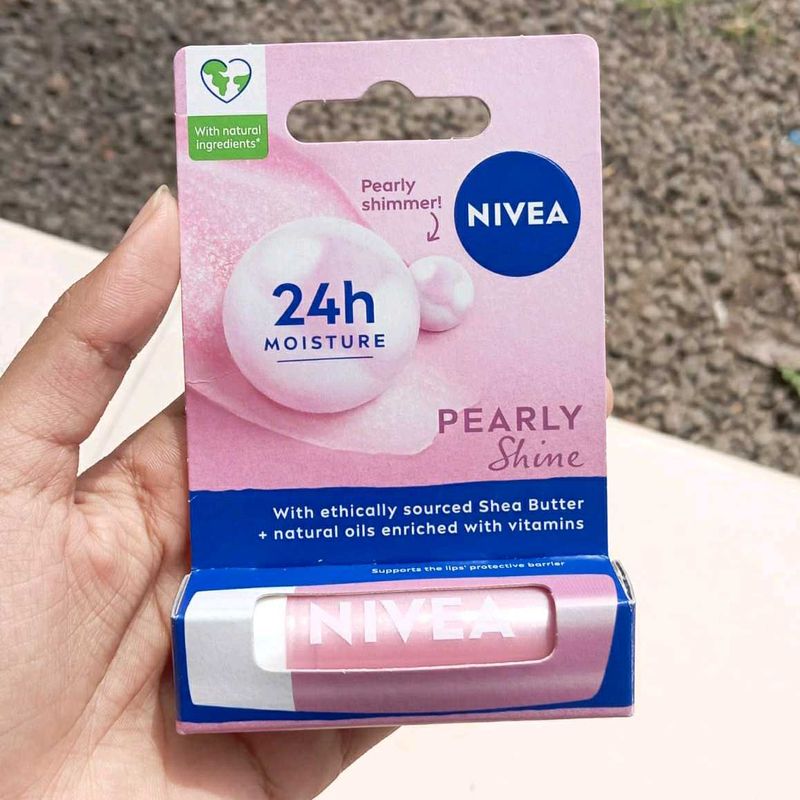 With natural
ingredients*
Pearly
shimmer!
NIVEA
24h
MOISTURE
PEARLY
Shine
With ethically sourced Shea Butter
+ natural oils enriched with vitamins
Supports the lips' protective barrier
NIVEA